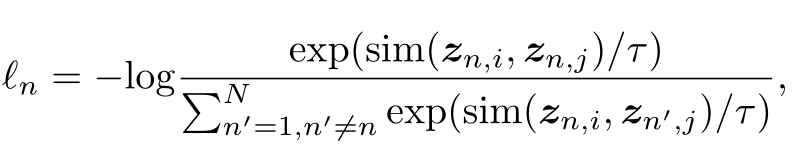 ℓ_n = −log \frac{exp(sim(z_{n,i}, z_{n,j})/τ)}{∑_{n'=1,n'≠n}^{N} exp(sim(z_{n,i}, z_{n',j})/τ)},